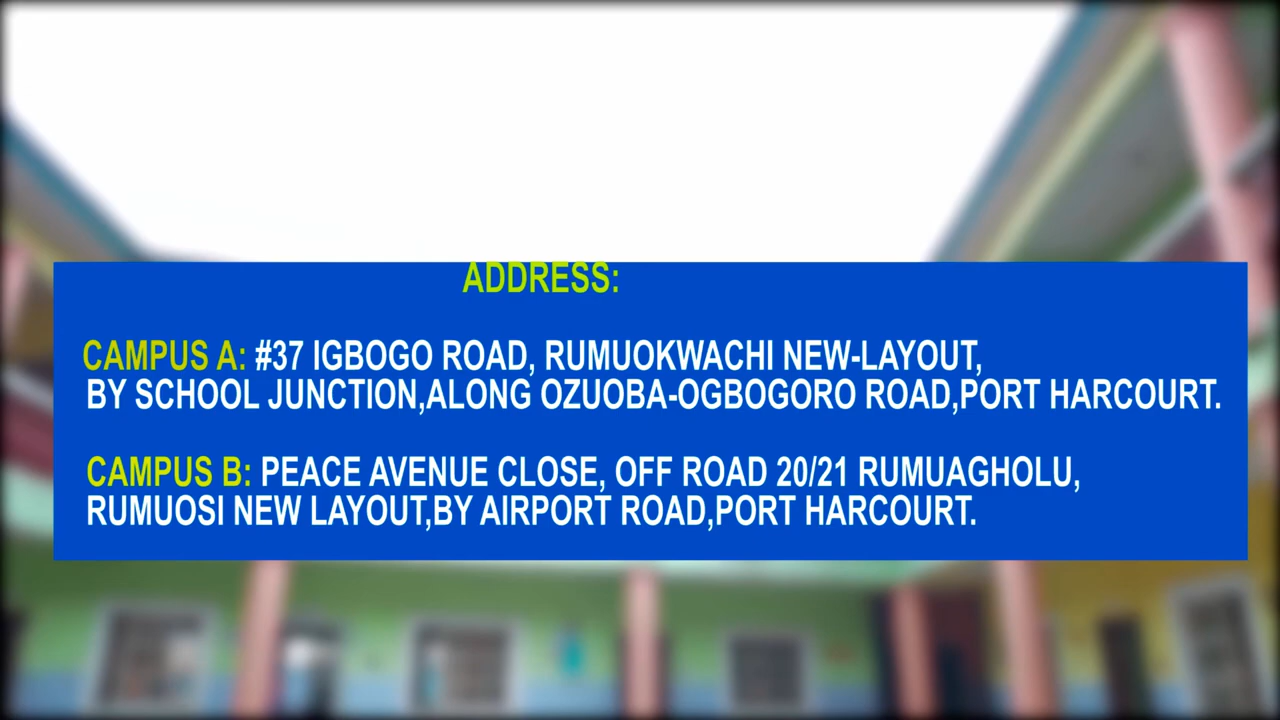 ADDRESS:
CAMPUS A: #37 IGBOGO ROAD, RUMUOKWACHI NEW-LAYOUT,
BY SCHOOL JUNCTION,ALONG OZUOBA-OGBOGORO ROAD,PORT HARCOURT.
CAMPUS B: PEACE AVENUE CLOSE, OFF ROAD 20/21 RUMUAGHOLU,
RUMUOSI NEW LAYOUT,BY AIRPORT ROAD,PORT HARCOURT.